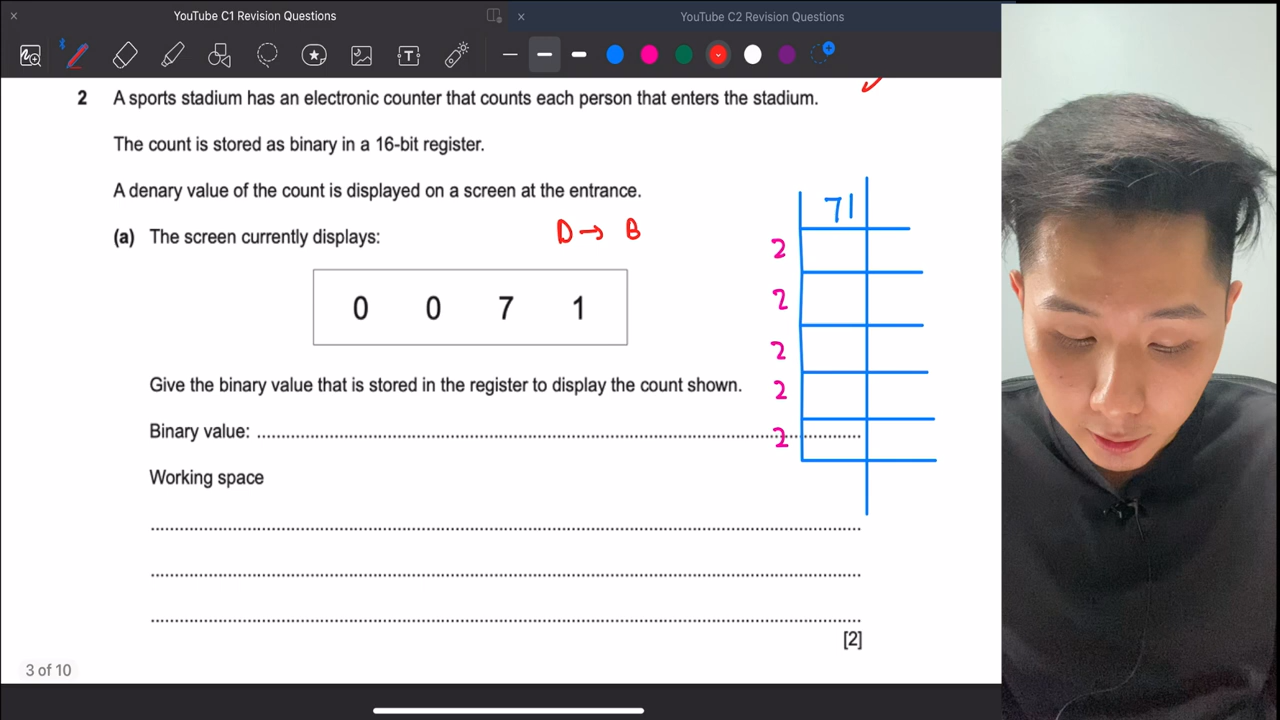 YouTube C1 Revision Questions
YouTube C2 Revision Questions
2 A sports stadium has an electronic counter that counts each person that enters the stadium.
The count is stored as binary in a 16-bit register.
A denary value of the count is displayed on a screen at the entrance.
(a) The screen currently displays:
D → B
0 0 7 1
71
2
2
2
2
2
Give the binary value that is stored in the register to display the count shown.
Binary value: ........................................................................
Working space
................................................................................
................................................................................
................................................................................
[2]
3 of 10